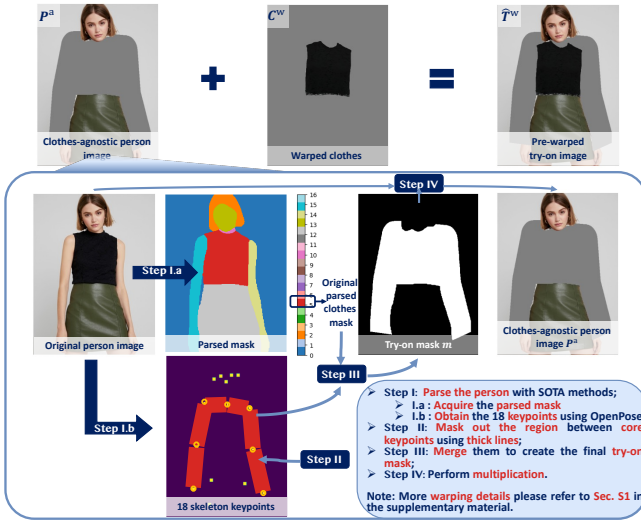 Pᵃ
Cʷ
T̂ʷ
Clothes-agnostic person
image
Warped clothes
Pre-warped
try-on image
Step IV
Step I.a
16
15
14
13
12
11
10
9
8
7
6
5
4
3
2
1
0
Original
parsed
clothes
mask
Original person image
Parsed mask
Try-on mask m
Clothes-agnostic person
image Pᵃ
Step III
Step I.b
Step II
18 skeleton keypoints
➢ Step I: Parse the person with SOTA methods;
➢ I.a : Acquire the parsed mask
➢ I.b : Obtain the 18 keypoints using OpenPose
➢ Step II: Mask out the region between core
keypoints using thick lines;
➢ Step III: Merge them to create the final try-on
mask;
➢ Step IV: Perform multiplication.
Note: More warping details please refer to Sec. S1 in
the supplementary material.